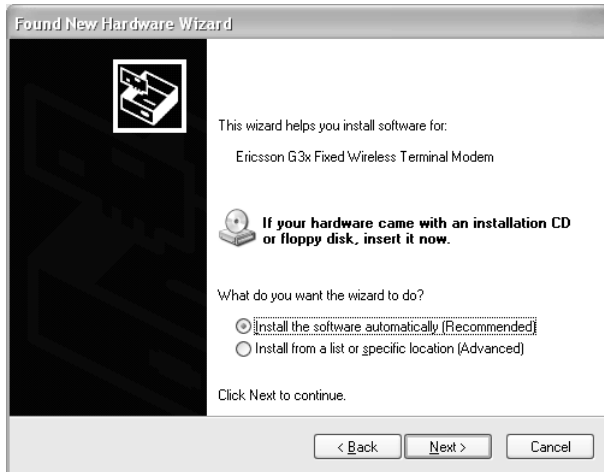 Found New Hardware Wizard
This wizard helps you install software for:
Ericsson G3x Fixed Wireless Terminal Modem
If your hardware came with an installation CD
or floppy disk, insert it now.
What do you want the wizard to do?
Install the software automatically (Recommended)
Install from a list or specific location (Advanced)
Click Next to continue.
< Back Next > Cancel